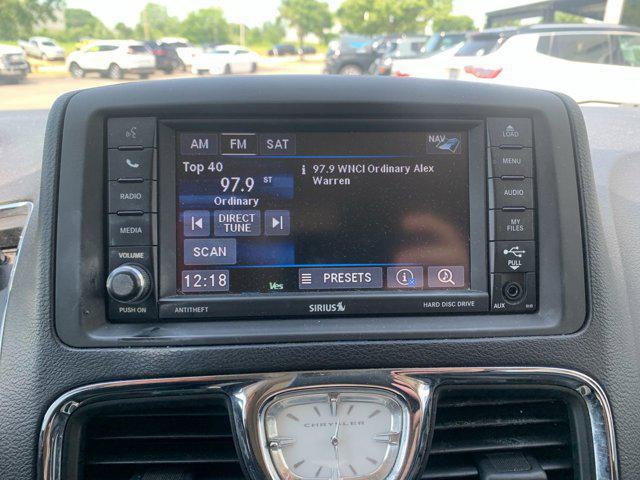 AM FM SAT
NAV
LOAD
Top 40
i 97.9 WNCI Ordinary Alex
Warren
MENU
97.9 ST
Ordinary
RADIO
AUDIO
DIRECT
TUNE
MY
FILES
MEDIA
SCAN
VOLUME
PULL
12:18
Ves
PRESETS
PUSH ON
ANTITHEFT
SIRIUS
HARD DISC DRIVE
AUX
CHRYSLER